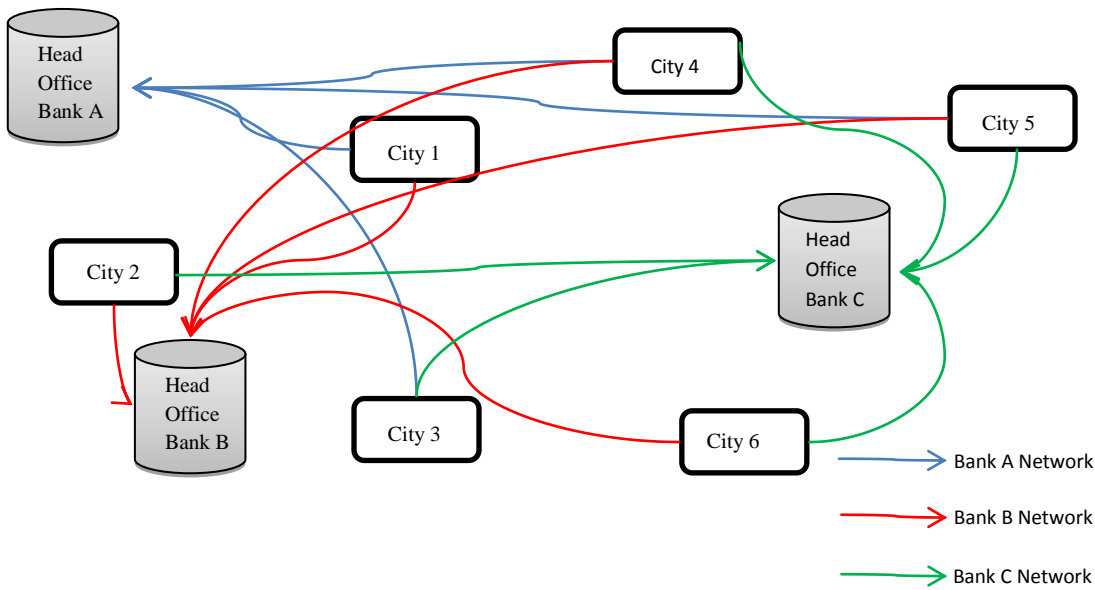 Head
Office
Bank A
City 4
City 5
City 1
City 2
Head
Office
Bank C
Head
Office
Bank B
City 3
City 6
Bank A Network
Bank B Network
Bank C Network